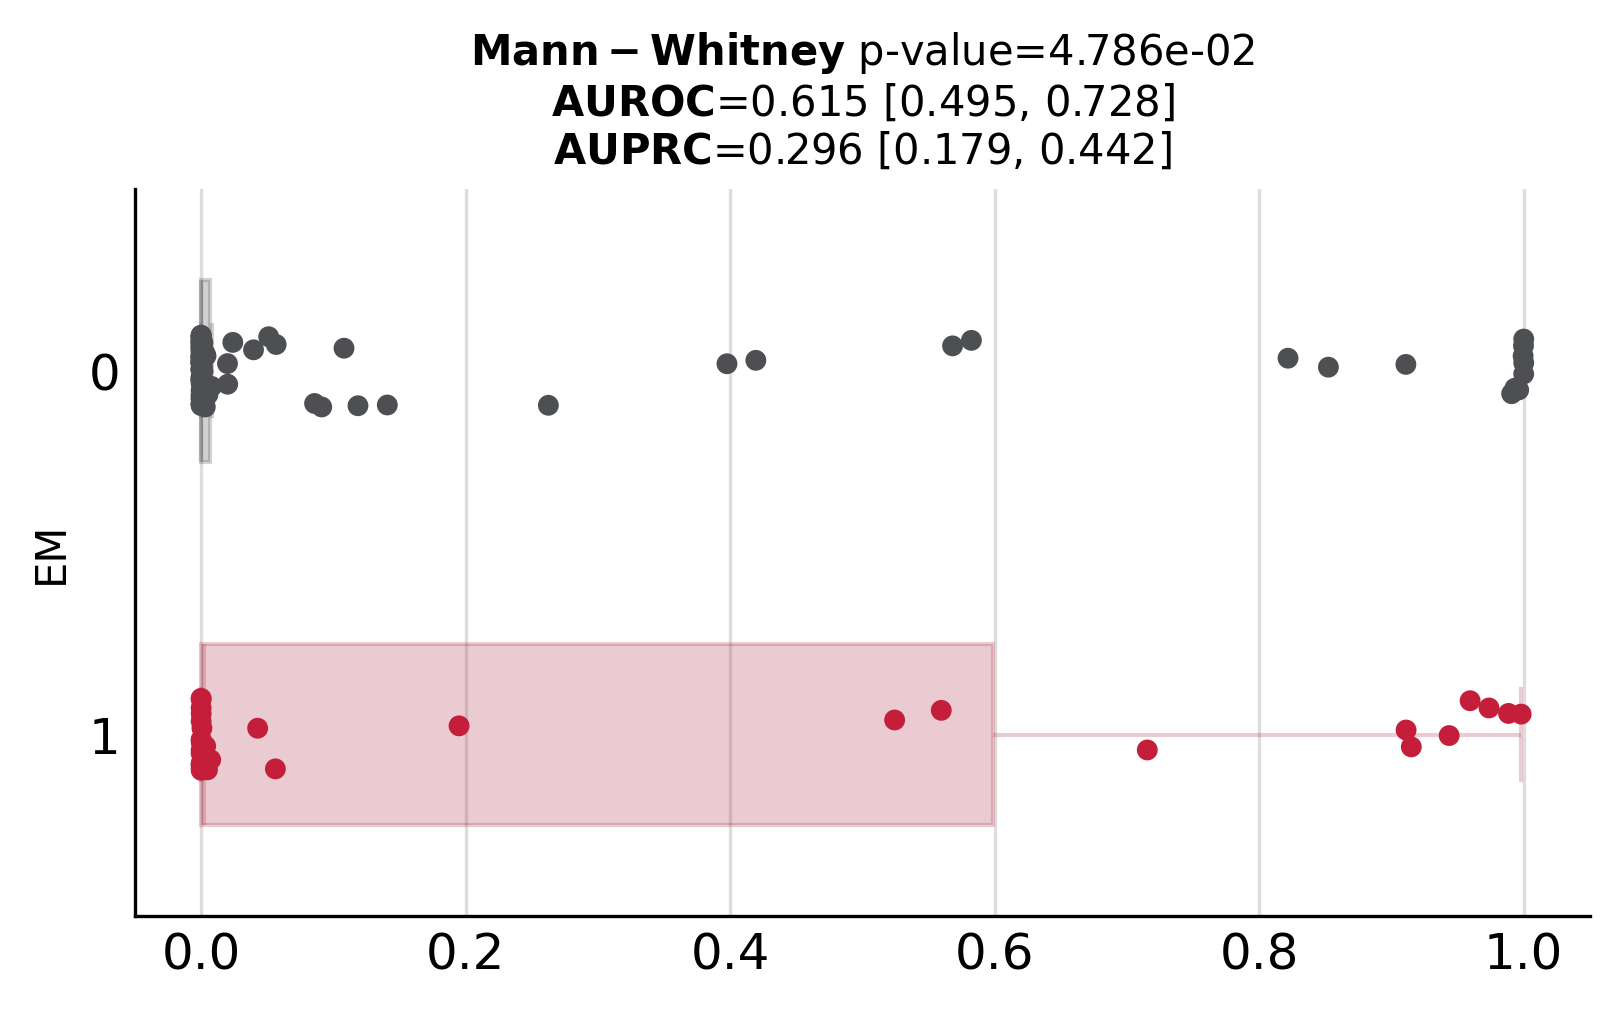 Mann − Whitney p-value=4.786e-02
AUROC=0.615 [0.495, 0.728]
AUPRC=0.296 [0.179, 0.442]
0
EM
1
0.0 0.2 0.4 0.6 0.8 1.0